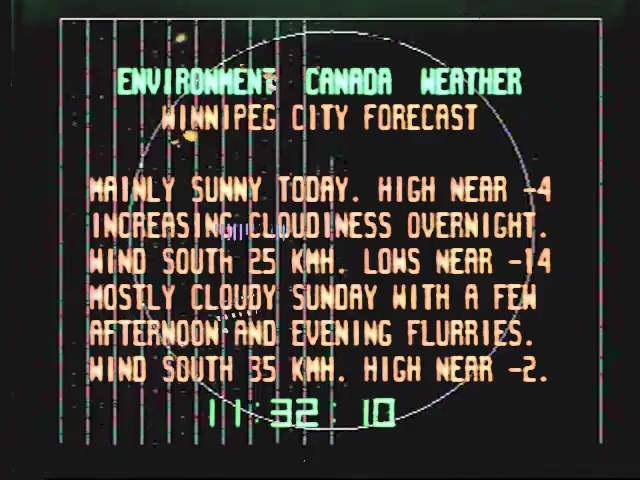 ENVIRONMENT CANADA WEATHER
WINNIPEG CITY FORECAST
MAINLY SUNNY TODAY. HIGH NEAR -4
INCREASING CLOUDINESS OVERNIGHT.
WIND SOUTH 25 KMH. LOWS NEAR -14
MOSTLY CLOUDY SUNDAY WITH A FEW
AFTERNOON AND EVENING FLURRIES.
WIND SOUTH 35 KMH. HIGH NEAR -2.
11:32:10